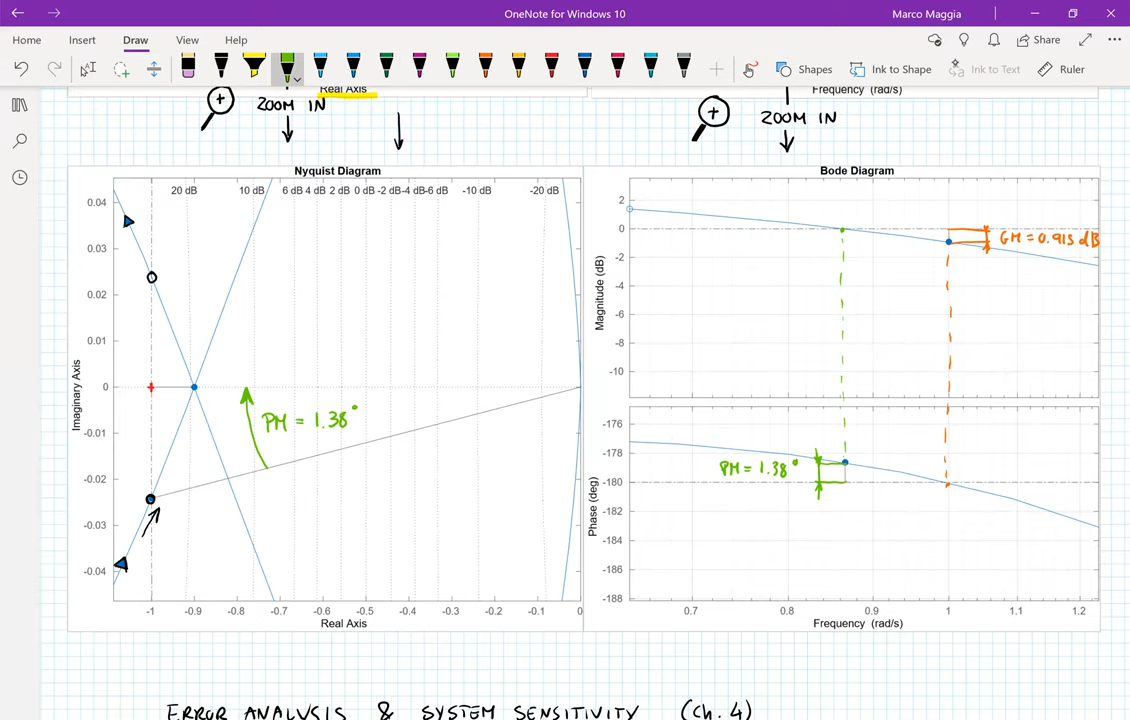 OneNote for Windows 10
Marco Maggia
Home Insert Draw View Help
Share
Shapes
Ink to Shape
Ink to Text
Ruler
Real Axis
Frequency (rad/s)
ZOOM IN
ZOOM IN
Nyquist Diagram
20 dB 10 dB 6 dB 4 dB 2 dB 0 dB -2 dB -4 dB -6 dB -10 dB -20 dB
0.04
0.03
0.02
0.01
0
-0.01
-0.02
-0.03
-0.04
Imaginary Axis
PM = 1.38°
-1 -0.9 -0.8 -0.7 -0.6 -0.5 -0.4 -0.3 -0.2 -0.1 0
Real Axis
Bode Diagram
2
0
-2
-4
-6
-8
-10
Magnitude (dB)
GM = 0.915 dB
-176
-178
-180
-182
-184
-186
-188
Phase (deg)
PM = 1.38°
0.7 0.8 0.9 1 1.1 1.2
Frequency (rad/s)
ERROR ANALYSIS & SYSTEM SENSITIVITY (Ch. 4)